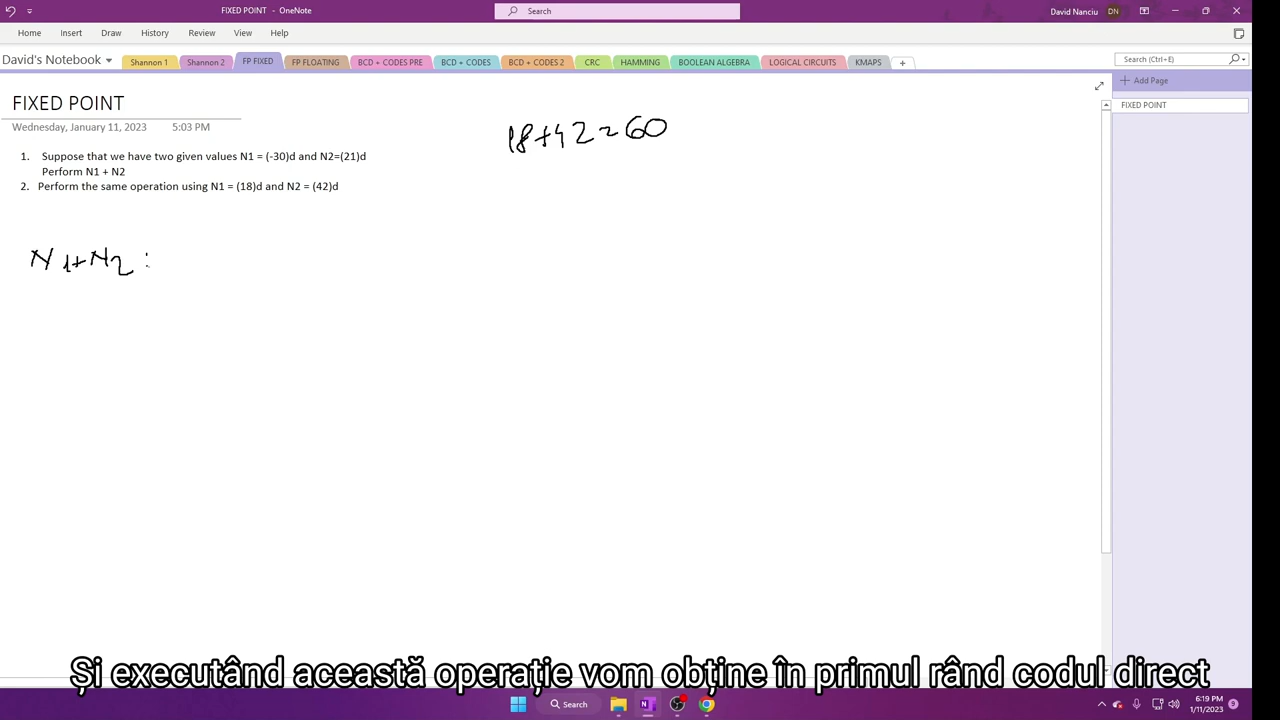 FIXED POINT - OneNote
Search
David Nanciu DN
Home Insert Draw History Review View Help
David's Notebook Shannon 1 Shannon 2 FP FIXED FP FLOATING BCD + CODES PRE BCD + CODES BCD + CODES 2 CRC HAMMING BOOLEAN ALGEBRA LOGICAL CIRCUITS KMAPS + Search (Ctrl+E)
Add Page
FIXED POINT
FIXED POINT
Wednesday, January 11, 2023 5:03 PM
18+42=60
1. Suppose that we have two given values N1 = (-30)d and N2=(21)d
Perform N1 + N2
2. Perform the same operation using N1 = (18)d and N2 = (42)d
N1+N2 :
Și executând această operație vom obține în primul rând codul direct
Search
6:19 PM
1/11/2023
3